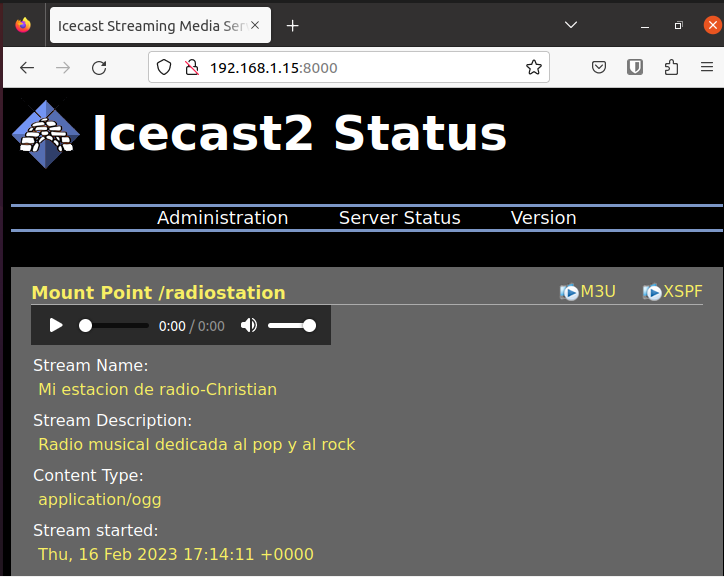 Icecast Streaming Media Ser
192.168.1.15:8000
Icecast2 Status
Administration Server Status Version
Mount Point /radiostation M3U XSPF
0:00 / 0:00
Stream Name:
Mi estacion de radio-Christian
Stream Description:
Radio musical dedicada al pop y al rock
Content Type:
application/ogg
Stream started:
Thu, 16 Feb 2023 17:14:11 +0000